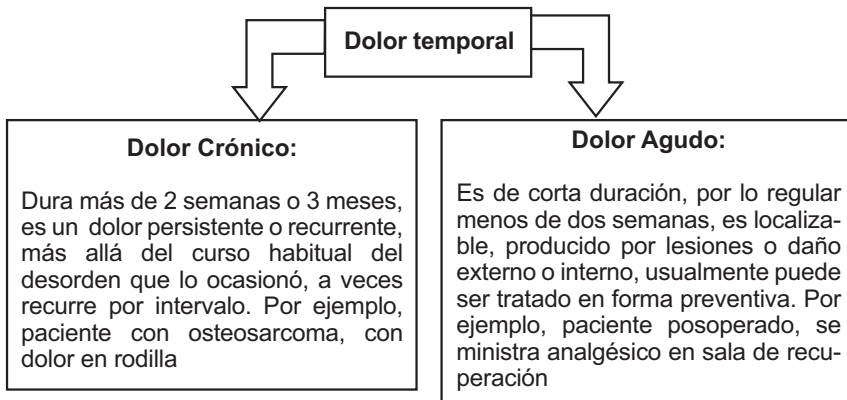 Dolor temporal
Dolor Crónico:
Dura más de 2 semanas o 3 meses,
es un dolor persistente o recurrente,
más allá del curso habitual del
desorden que lo ocasionó, a veces
recurre por intervalo. Por ejemplo,
paciente con osteosarcoma, con
dolor en rodilla
Dolor Agudo:
Es de corta duración, por lo regular
menos de dos semanas, es localiza-
ble, producido por lesiones o daño
externo o interno, usualmente puede
ser tratado en forma preventiva. Por
ejemplo, paciente posoperado, se
ministra analgésico en sala de recu-
peración